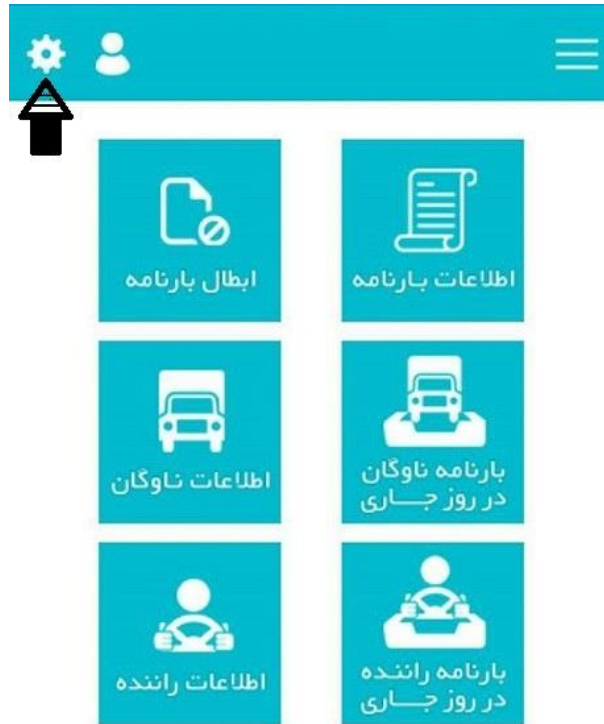 اطلاعات بارنامه
ابطال بارنامه
بارنامه ناوگان
در روز جاری
اطلاعات ناوگان
بارنامه راننده
در روز جاری
اطلاعات راننده